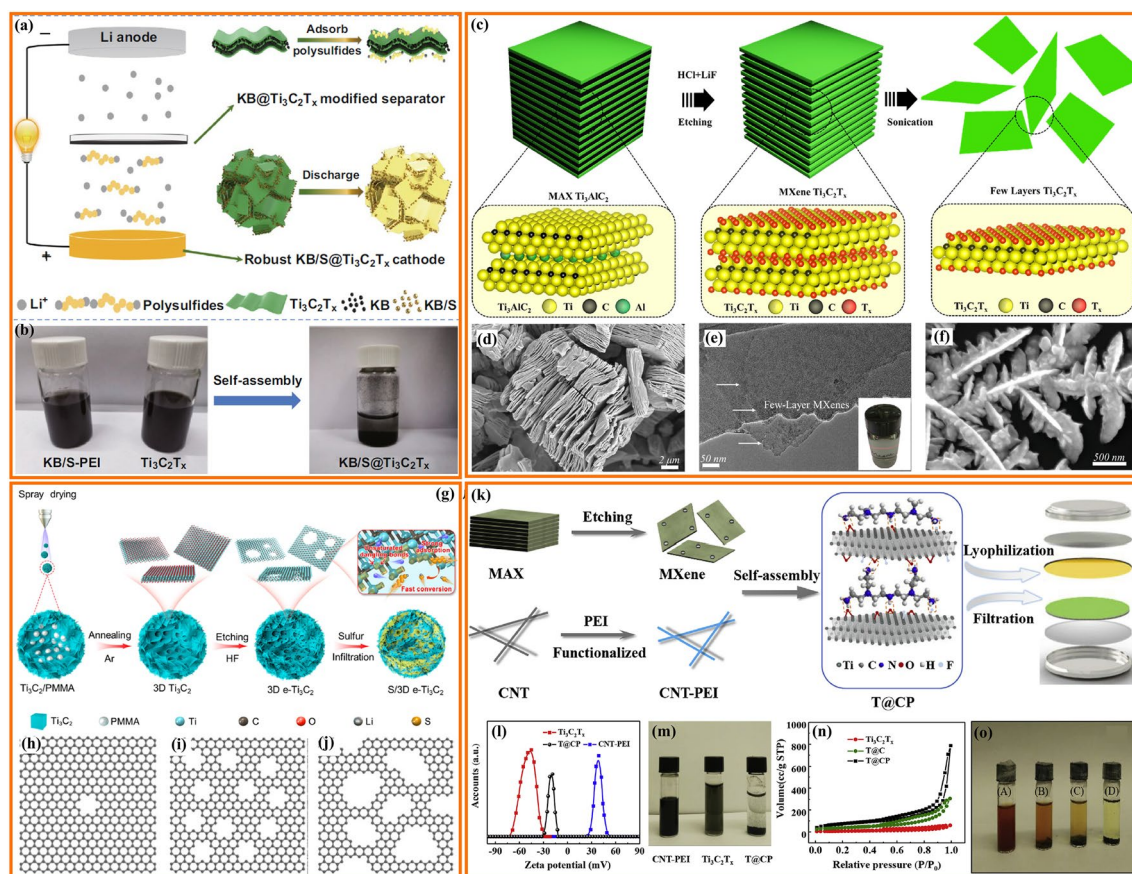 (a)
−
Li anode
Adsorb
polysulfides
KB@Ti₃C₂Tₓ modified separator
Discharge
+
Robust KB/S@Ti₃C₂Tₓ cathode
Li⁺
Polysulfides
Ti₃C₂Tₓ
KB
KB/S
(b)
Self-assembly
KB/S-PEI
Ti₃C₂Tₓ
KB/S@Ti₃C₂Tₓ
(c)
HCl+LiF
Etching
Sonication
MAX Ti₃AlC₂
MXene Ti₃C₂Tₓ
Few Layers Ti₃C₂Tₓ
Ti₃AlC₂ Ti C Al
Ti₃C₂Tₓ Ti C Tₓ
Ti₃C₂Tₓ Ti C Tₓ
(d)
2 μm
(e)
Few-Layer MXenes
50 nm
(f)
500 nm
(g)
Spray drying
Unsaturated
dangling bonds
Strong
adsorption
Fast conversion
Annealing
Ar
Etching
HF
Sulfur
Infiltration
Ti₃C₂/PMMA
3D Ti₃C₂
3D e-Ti₃C₂
S/3D e-Ti₃C₂
Ti₃C₂ PMMA Ti C O Li S
(h)
(i)
(j)
(k)
Etching
MAX
MXene
PEI
Functionalized
CNT
CNT-PEI
Self-assembly
Ti C N O H F
T@CP
Lyophilization
Filtration
(l)
Ti₃C₂Tₓ
T@CP
CNT-PEI
Accounts (a.u.)
-90 -60 -30 0 30 60 90
Zeta potential (mV)
(m)
CNT-PEI
Ti₃C₂Tₓ
T@CP
(n)
Ti₃C₂Tₓ
T@C
T@CP
Volume(cc/g STP)
1000
800
600
400
200
0
0.0 0.2 0.4 0.6 0.8 1.0
Relative pressure (P/P₀)
(o)
(A)
(B)
(C)
(D)